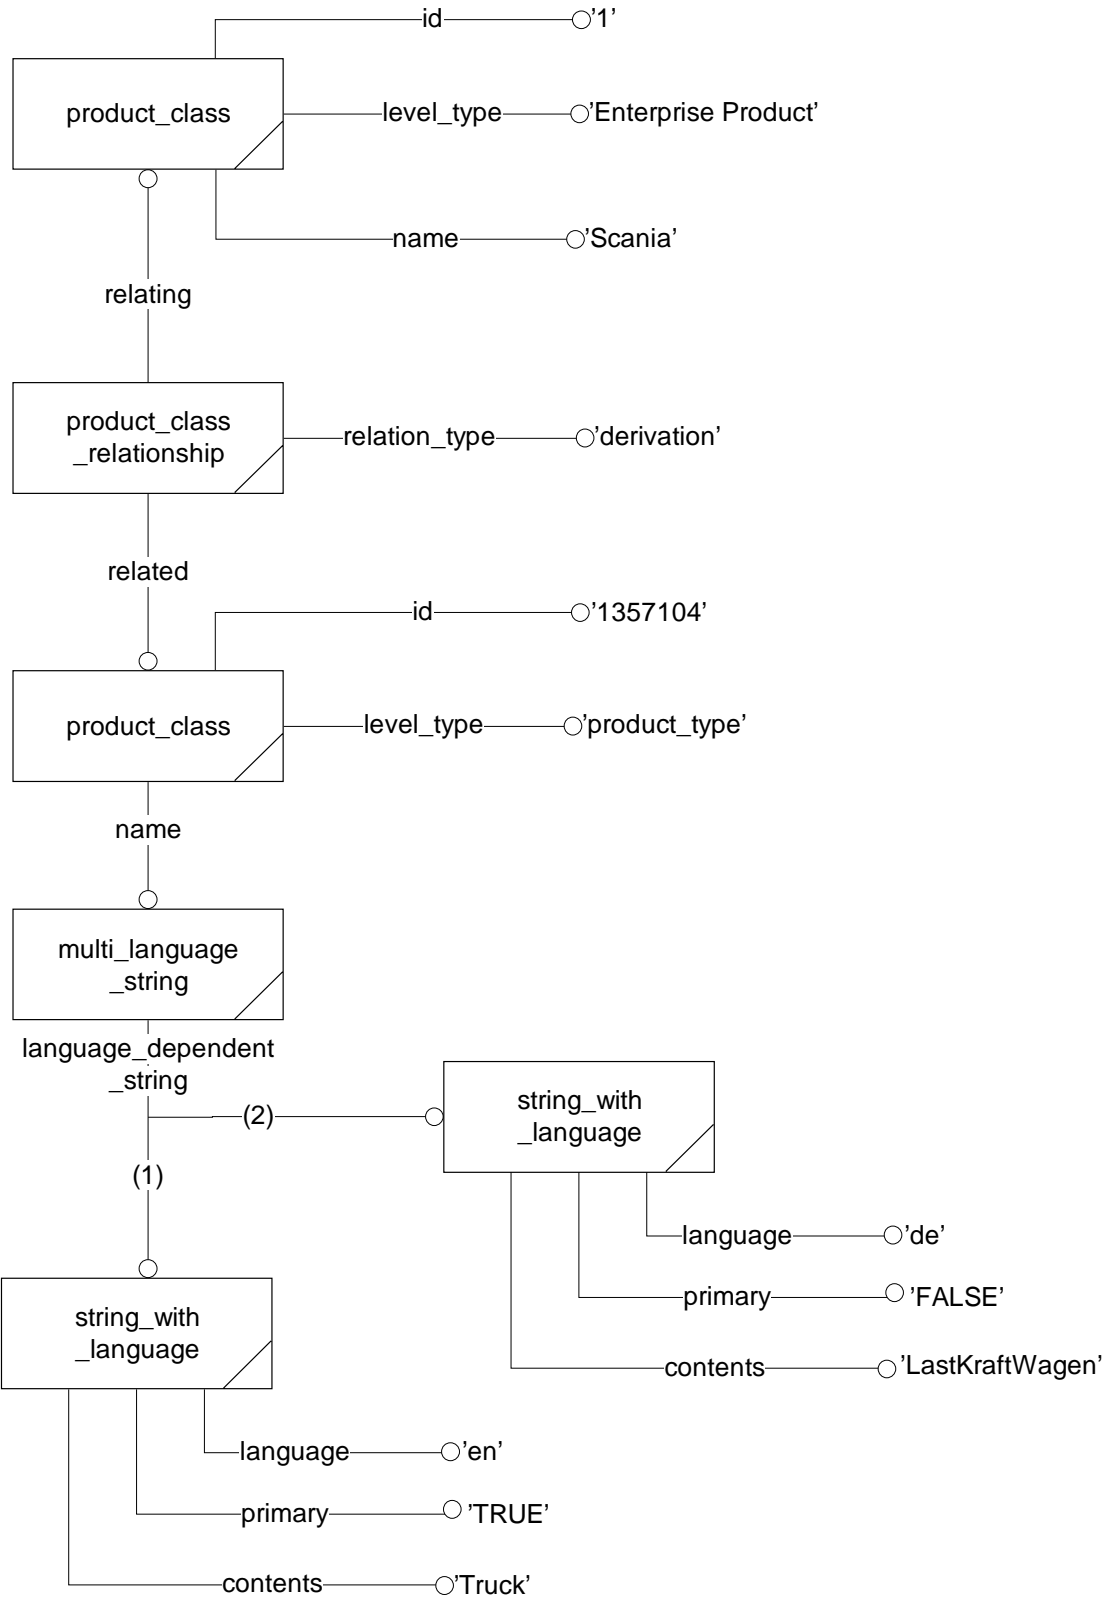 id
’1’
product_class
level_type
’Enterprise Product’
name
’Scania’
relating
product_class
_relationship
relation_type
’derivation’
related
id
’1357104’
product_class
level_type
’product_type’
name
multi_language
_string
language_dependent
_string
(2)
string_with
_language
(1)
language
’de’
primary
’FALSE’
contents
’LastKraftWagen’
string_with
_language
language
’en’
primary
’TRUE’
contents
’Truck’